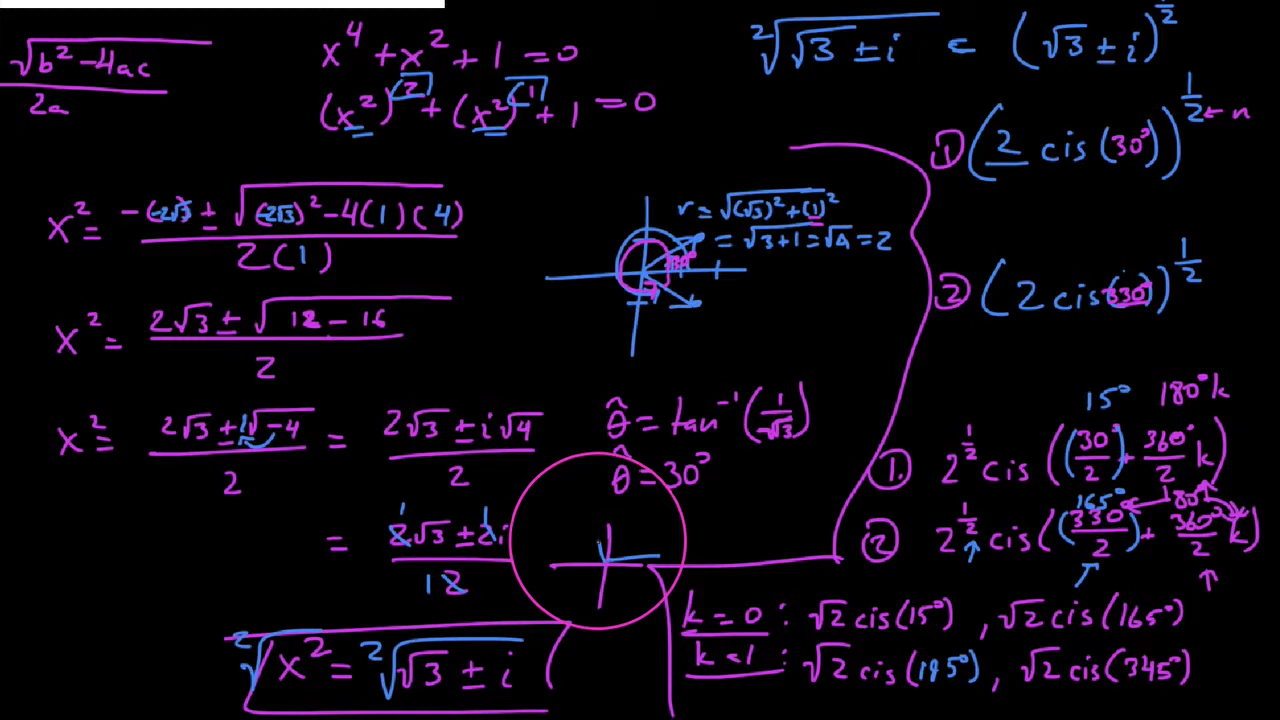 √(b² − 4ac)
2a
x⁴ + x² + 1 = 0
(x²)² + (x²)¹ + 1 = 0
x² = (−(−2√3) ± √((−2√3)² − 4(1)(4))) / 2(1)
x² = (2√3 ± √(12 − 16)) / 2
x² = (2√3 ± √−4) / 2 = (2√3 ± i√4) / 2
= (2√3 ± 2i) / 2
²√x² = ²√(√3 ± i)
r = √((√3)² + (1)²
= √3+1 = √4 = 2
30°
θ̂ = tan⁻¹(1/√3)
θ̂ = 30°
²√(√3 ± i) = (√3 ± i)^(1/2)
① (2 cis(30°))^(1/2) ← n
② (2 cis(330°))^(1/2)
15° 180°k
①. 2^(1/2) cis((30°/2) + 360°/2 k)
165° 180°
② 2^(1/2) cis((330°/2) + 360°/2 k)
k = 0 : √2 cis(15°) , √2 cis(165°)
k = 1 : √2 cis(195°) , √2 cis(345°)